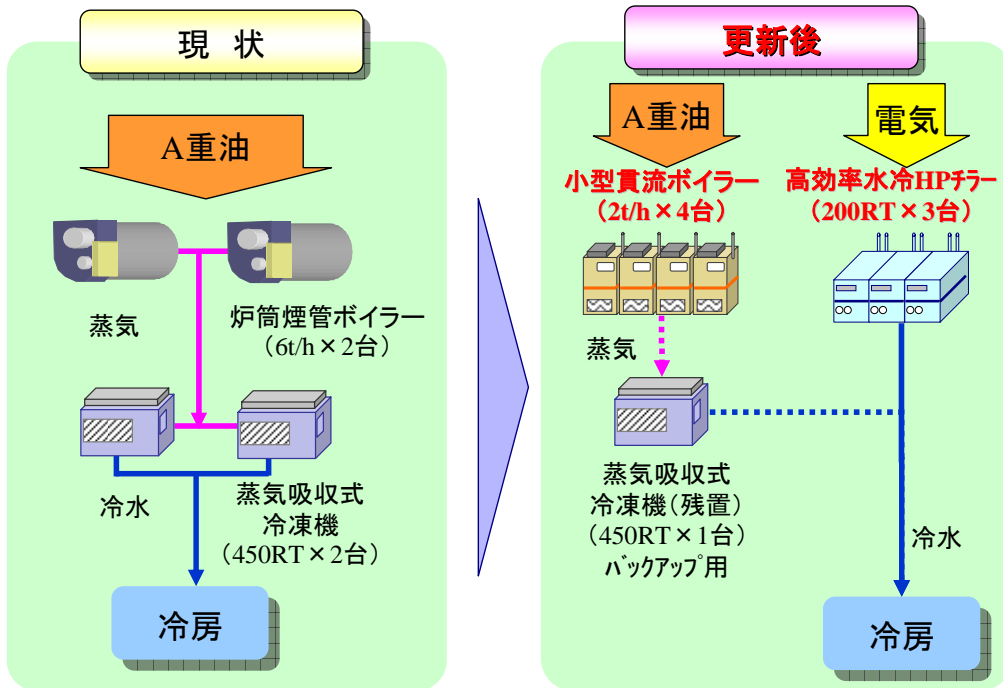 現 状
A重油
蒸気
炉筒煙管ボイラー
（6t/h×2台）
冷水
蒸気吸収式
冷凍機
（450RT×2台）
冷房
更新後
A重油
電気
小型貫流ボイラー
（2t/h×4台）
高効率水冷HPﾁﾗｰ
（200RT×3台）
蒸気
蒸気吸収式
冷凍機（残置）
（450RT×1台）
ﾊﾞｯｸｱｯﾌﾟ用
冷水
冷房